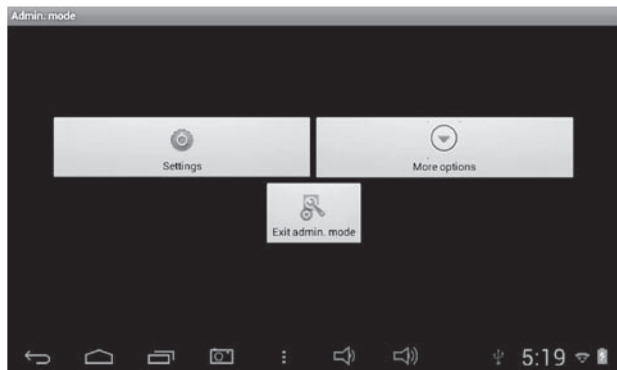 Admin. mode
Settings
More options
Exit admin. mode
5:19